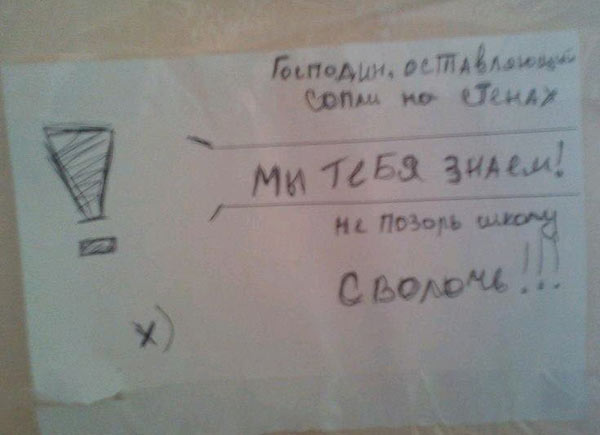 Господин, оставляющий
сопли на стенах
Мы тебя знаем!
не позорь школу
Сволочь!!!
х)